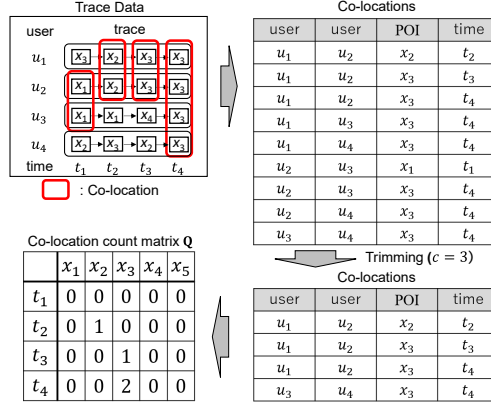 Trace Data
user trace
u1 x3 x2 x3 x3
u2 x1 x2 x3 x3
u3 x1 x1 x4 x3
u4 x2 x3 x2 x3
time t1 t2 t3 t4
: Co-location
Co-locations
user user POI time
u1 u2 x2 t2
u1 u2 x3 t3
u1 u2 x3 t4
u1 u3 x3 t4
u1 u4 x3 t4
u2 u3 x1 t1
u2 u3 x3 t4
u2 u4 x3 t4
u3 u4 x3 t4
Trimming (c = 3)
Co-locations
user user POI time
u1 u2 x2 t2
u1 u2 x3 t3
u1 u2 x3 t4
u3 u4 x3 t4
Co-location count matrix Q
x1 x2 x3 x4 x5
t1 0 0 0 0 0
t2 0 1 0 0 0
t3 0 0 1 0 0
t4 0 0 2 0 0